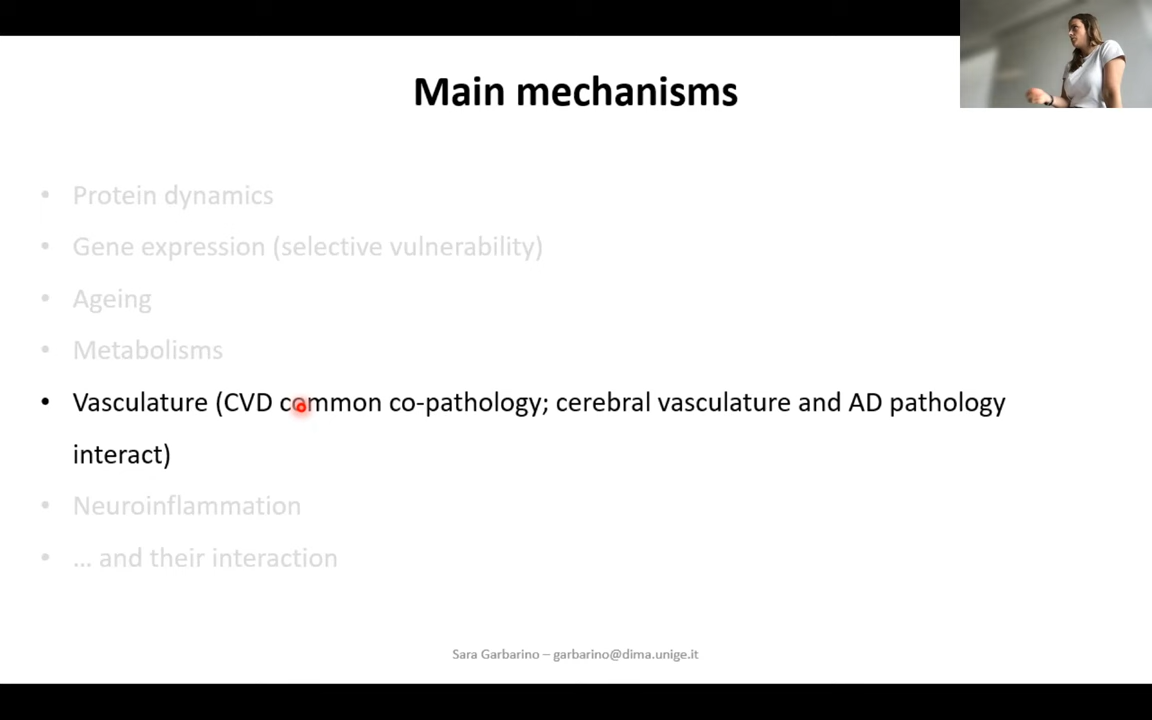 Main mechanisms
• Protein dynamics
• Gene expression (selective vulnerability)
• Ageing
• Metabolisms
• Vasculature (CVD common co-pathology; cerebral vasculature and AD pathology
interact)
• Neuroinflammation
• ... and their interaction
Sara Garbarino – garbarino@dima.unige.it